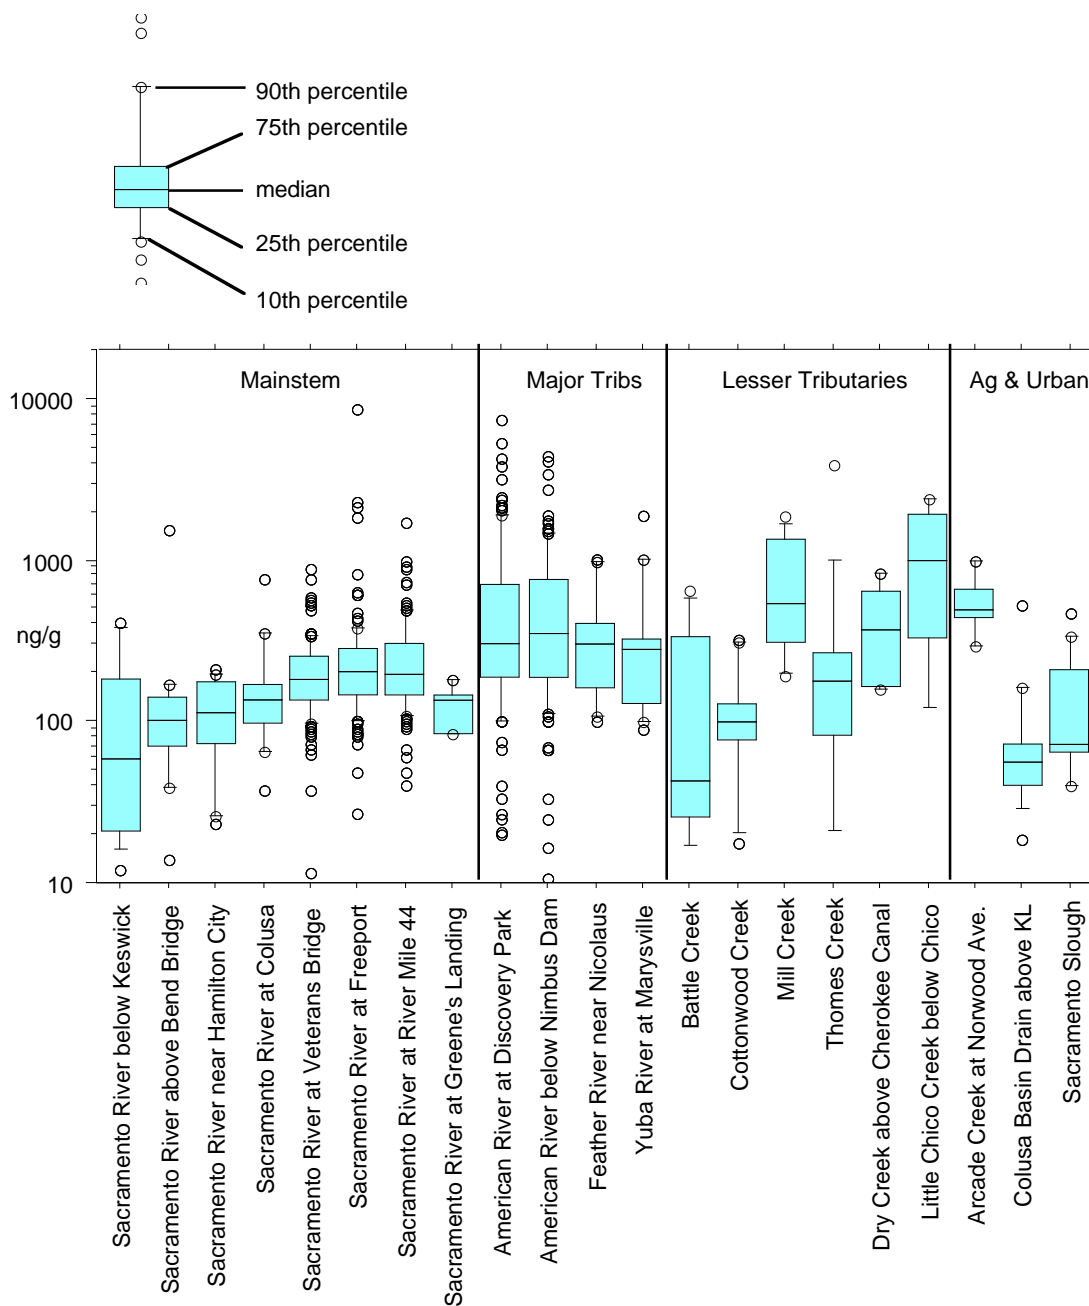 90th percentile
75th percentile
median
25th percentile
10th percentile
Mainstem
Major Tribs
Lesser Tributaries
Ag & Urban
10000
1000
ng/g
100
10
Sacramento River below Keswick
Sacramento River above Bend Bridge
Sacramento River near Hamilton City
Sacramento River at Colusa
Sacramento River at Veterans Bridge
Sacramento River at Freeport
Sacramento River at River Mile 44
Sacramento River at Greene's Landing
American River at Discovery Park
American River below Nimbus Dam
Feather River near Nicolaus
Yuba River at Marysville
Battle Creek
Cottonwood Creek
Mill Creek
Thomes Creek
Dry Creek above Cherokee Canal
Little Chico Creek below Chico
Arcade Creek at Norwood Ave.
Colusa Basin Drain above KL
Sacramento Slough